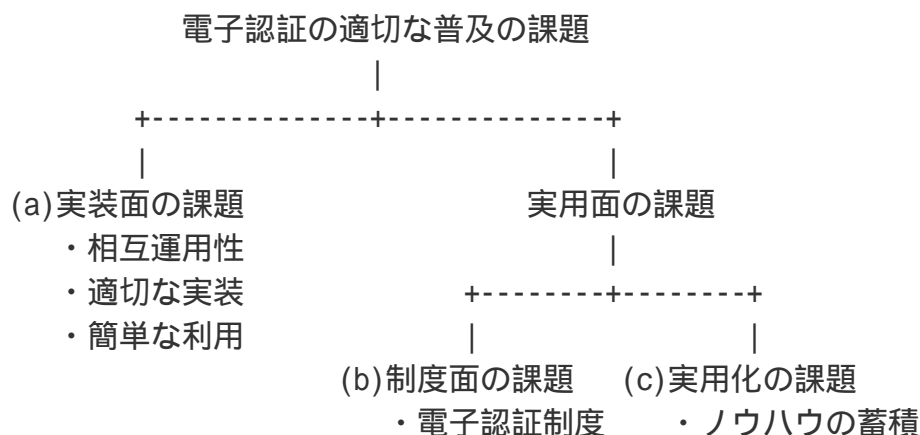 電子認証の適切な普及の課題
|
+--------------+--------------+
| |
(a)実装面の課題 実用面の課題
・相互運用性 |
・適切な実装 +--------+--------+
・簡単な利用 | |
(b)制度面の課題 (c)実用化の課題
・電子認証制度 ・ノウハウの蓄積